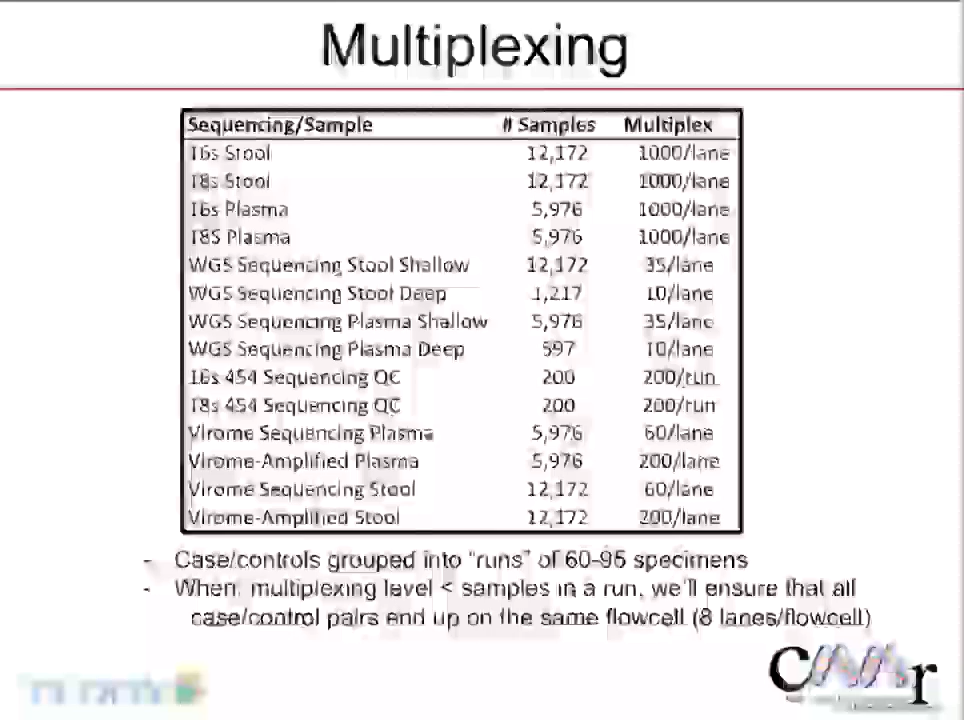 Multiplexing
Sequencing/Sample # Samples Multiplex
16s Stool 12,172 1000/lane
18s Stool 12,172 1000/lane
16s Plasma 5,976 1000/lane
18S Plasma 5,976 1000/lane
WGS Sequencing Stool Shallow 12,172 35/lane
WGS Sequencing Stool Deep 1,217 10/lane
WGS Sequencing Plasma Shallow 5,976 35/lane
WGS Sequencing Plasma Deep 597 10/lane
16s 454 Sequencing QC 200 200/run
18s 454 Sequencing QC 200 200/run
Virome Sequencing Plasma 5,976 60/lane
Virome-Amplified Plasma 5,976 200/lane
Virome Sequencing Stool 12,172 60/lane
Virome-Amplified Stool 12,172 200/lane
- Case/controls grouped into "runs" of 60-95 specimens
- When multiplexing level < samples in a run, we'll ensure that all
case/control pairs end up on the same flowcell (8 lanes/flowcell)